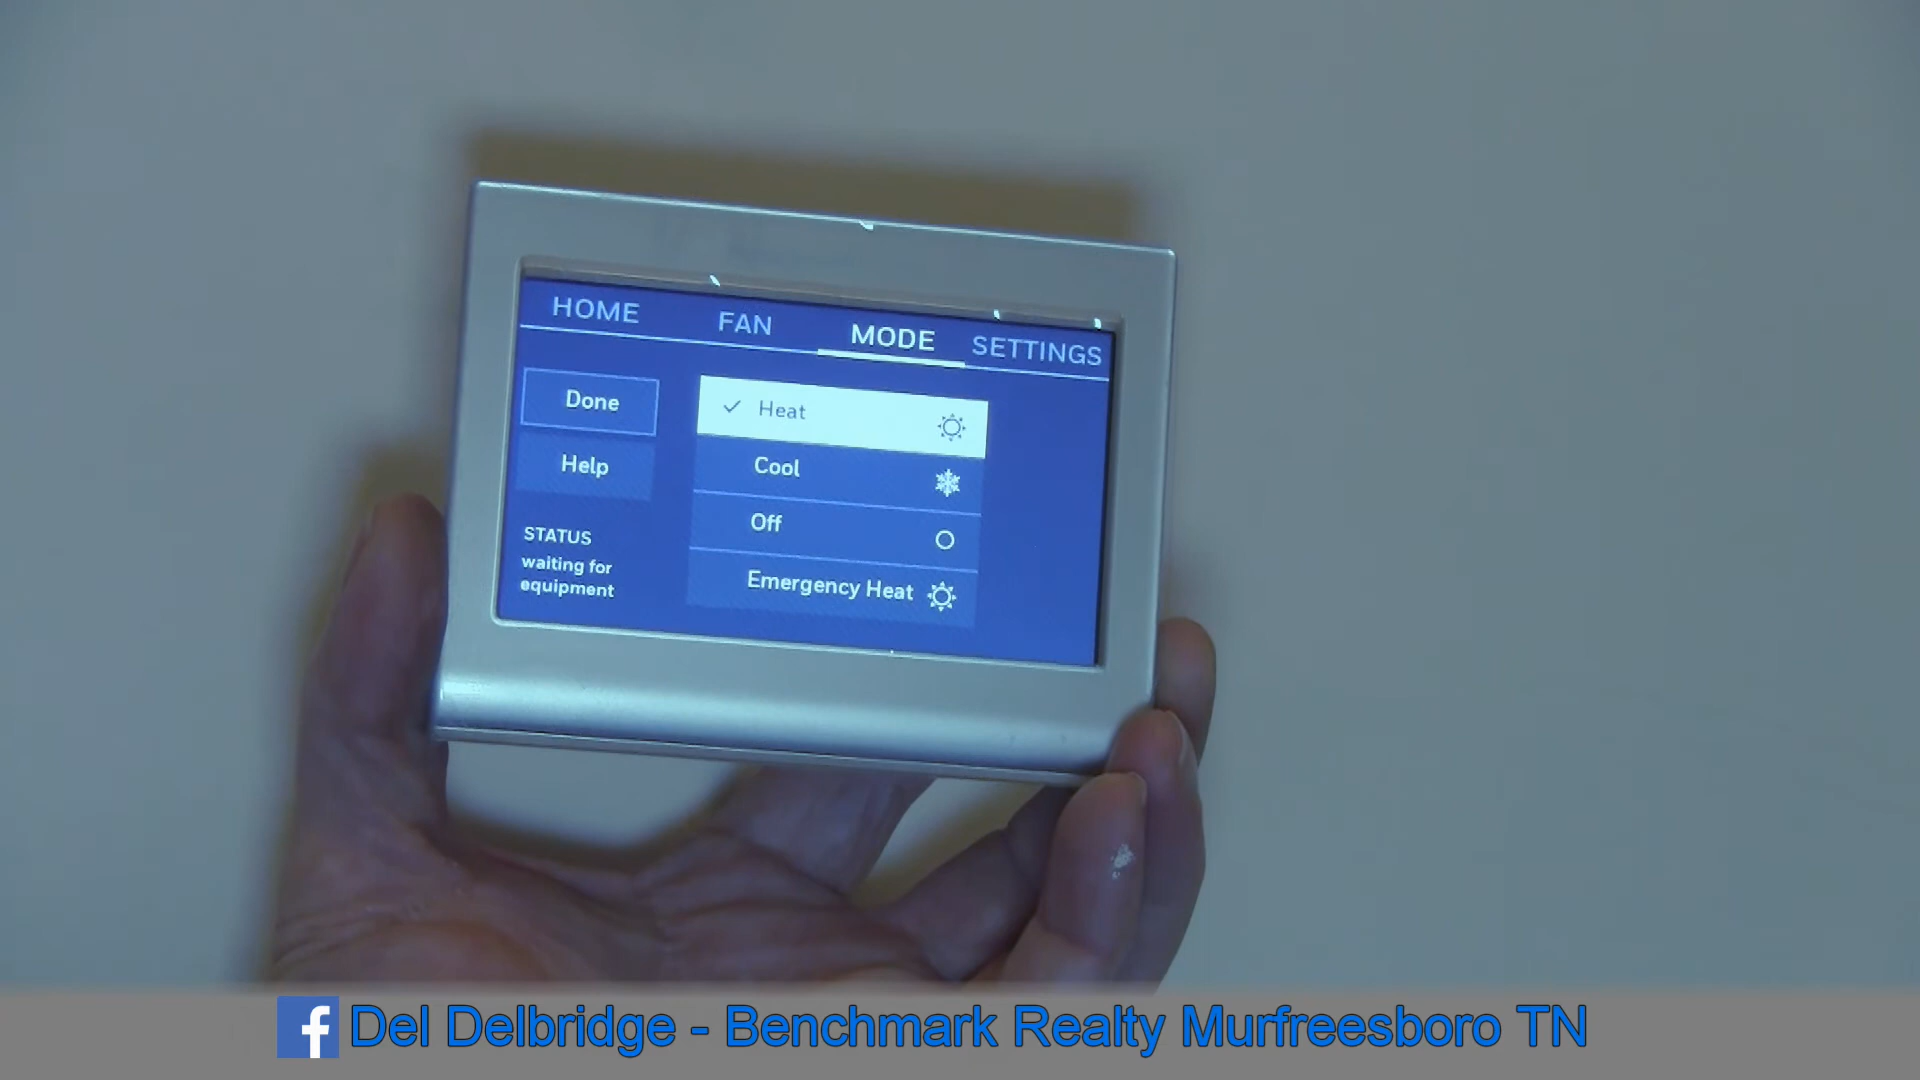 HOME FAN MODE SETTINGS
Done
Help
STATUS
waiting for
equipment
Heat
Cool
Off
Emergency Heat
f Del Delbridge - Benchmark Realty Murfreesboro TN